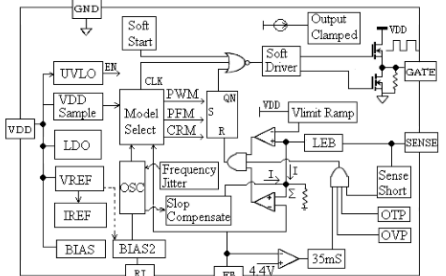 GND
Soft
Start
Output
Clamped
VDD
UVLO
EN
CLK
Soft
Driver
GATE
VDD
Sample
Model
Select
PWM
PFM
CRM
QN
S
R
VDD
Vlimit Ramp
VDD
LDO
LEB
SENSE
VREF
OSC
Frequency
Jitter
I
I
Σ
Sense
Short
IREF
Slop
Compensate
OTP
OVP
BIAS
BIAS2
4.4V
35mS
RI
FB